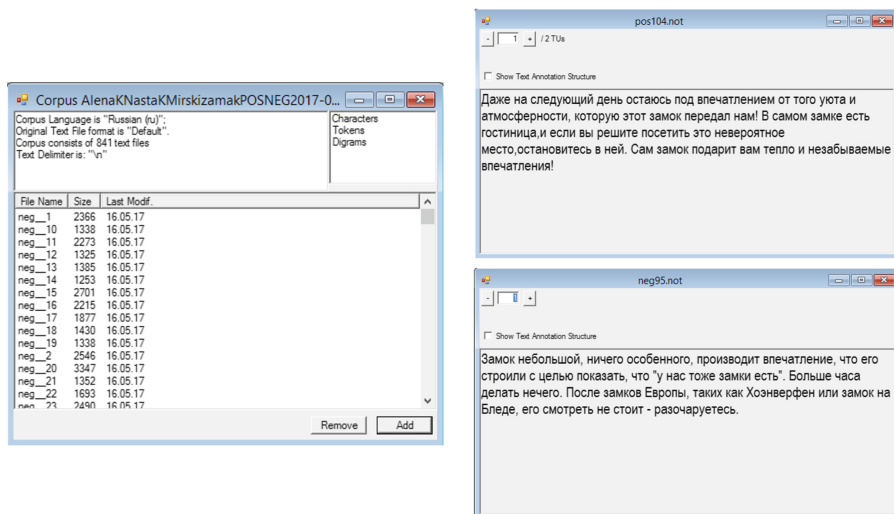 Corpus AlenaKNastaKMirskizamakPOSNEG2017-0...
Corpus Language is "Russian (ru)";
Original Text File format is "Default".
Corpus consists of 841 text files
Text Delimiter is: "\n"
Characters
Tokens
Digrams
File Name Size Last Modif.
neg__1 2366 16.05.17
neg__10 1338 16.05.17
neg__11 2273 16.05.17
neg__12 1325 16.05.17
neg__13 1385 16.05.17
neg__14 1253 16.05.17
neg__15 2701 16.05.17
neg__16 2215 16.05.17
neg__17 1877 16.05.17
neg__18 1430 16.05.17
neg__19 1338 16.05.17
neg__2 2546 16.05.17
neg__20 3347 16.05.17
neg__21 1352 16.05.17
neg__22 1693 16.05.17
neg__23 2490 16.05.17
Remove Add
pos104.not
- 1 + / 2 TUs
Show Text Annotation Structure
Даже на следующий день остаюсь под впечатлением от того уюта и
атмосферности, которую этот замок передал нам! В самом замке есть
гостиница,и если вы решите посетить это невероятное
место,остановитесь в ней. Сам замок подарит вам тепло и незабываемые
впечатления!
neg95.not
- 1 +
Show Text Annotation Structure
Замок небольшой, ничего особенного, производит впечатление, что его
строили с целью показать, что "у нас тоже замки есть". Больше часа
делать нечего. После замков Европы, таких как Хоэнверфен или замок на
Бледе, его смотреть не стоит - разочаруетесь.